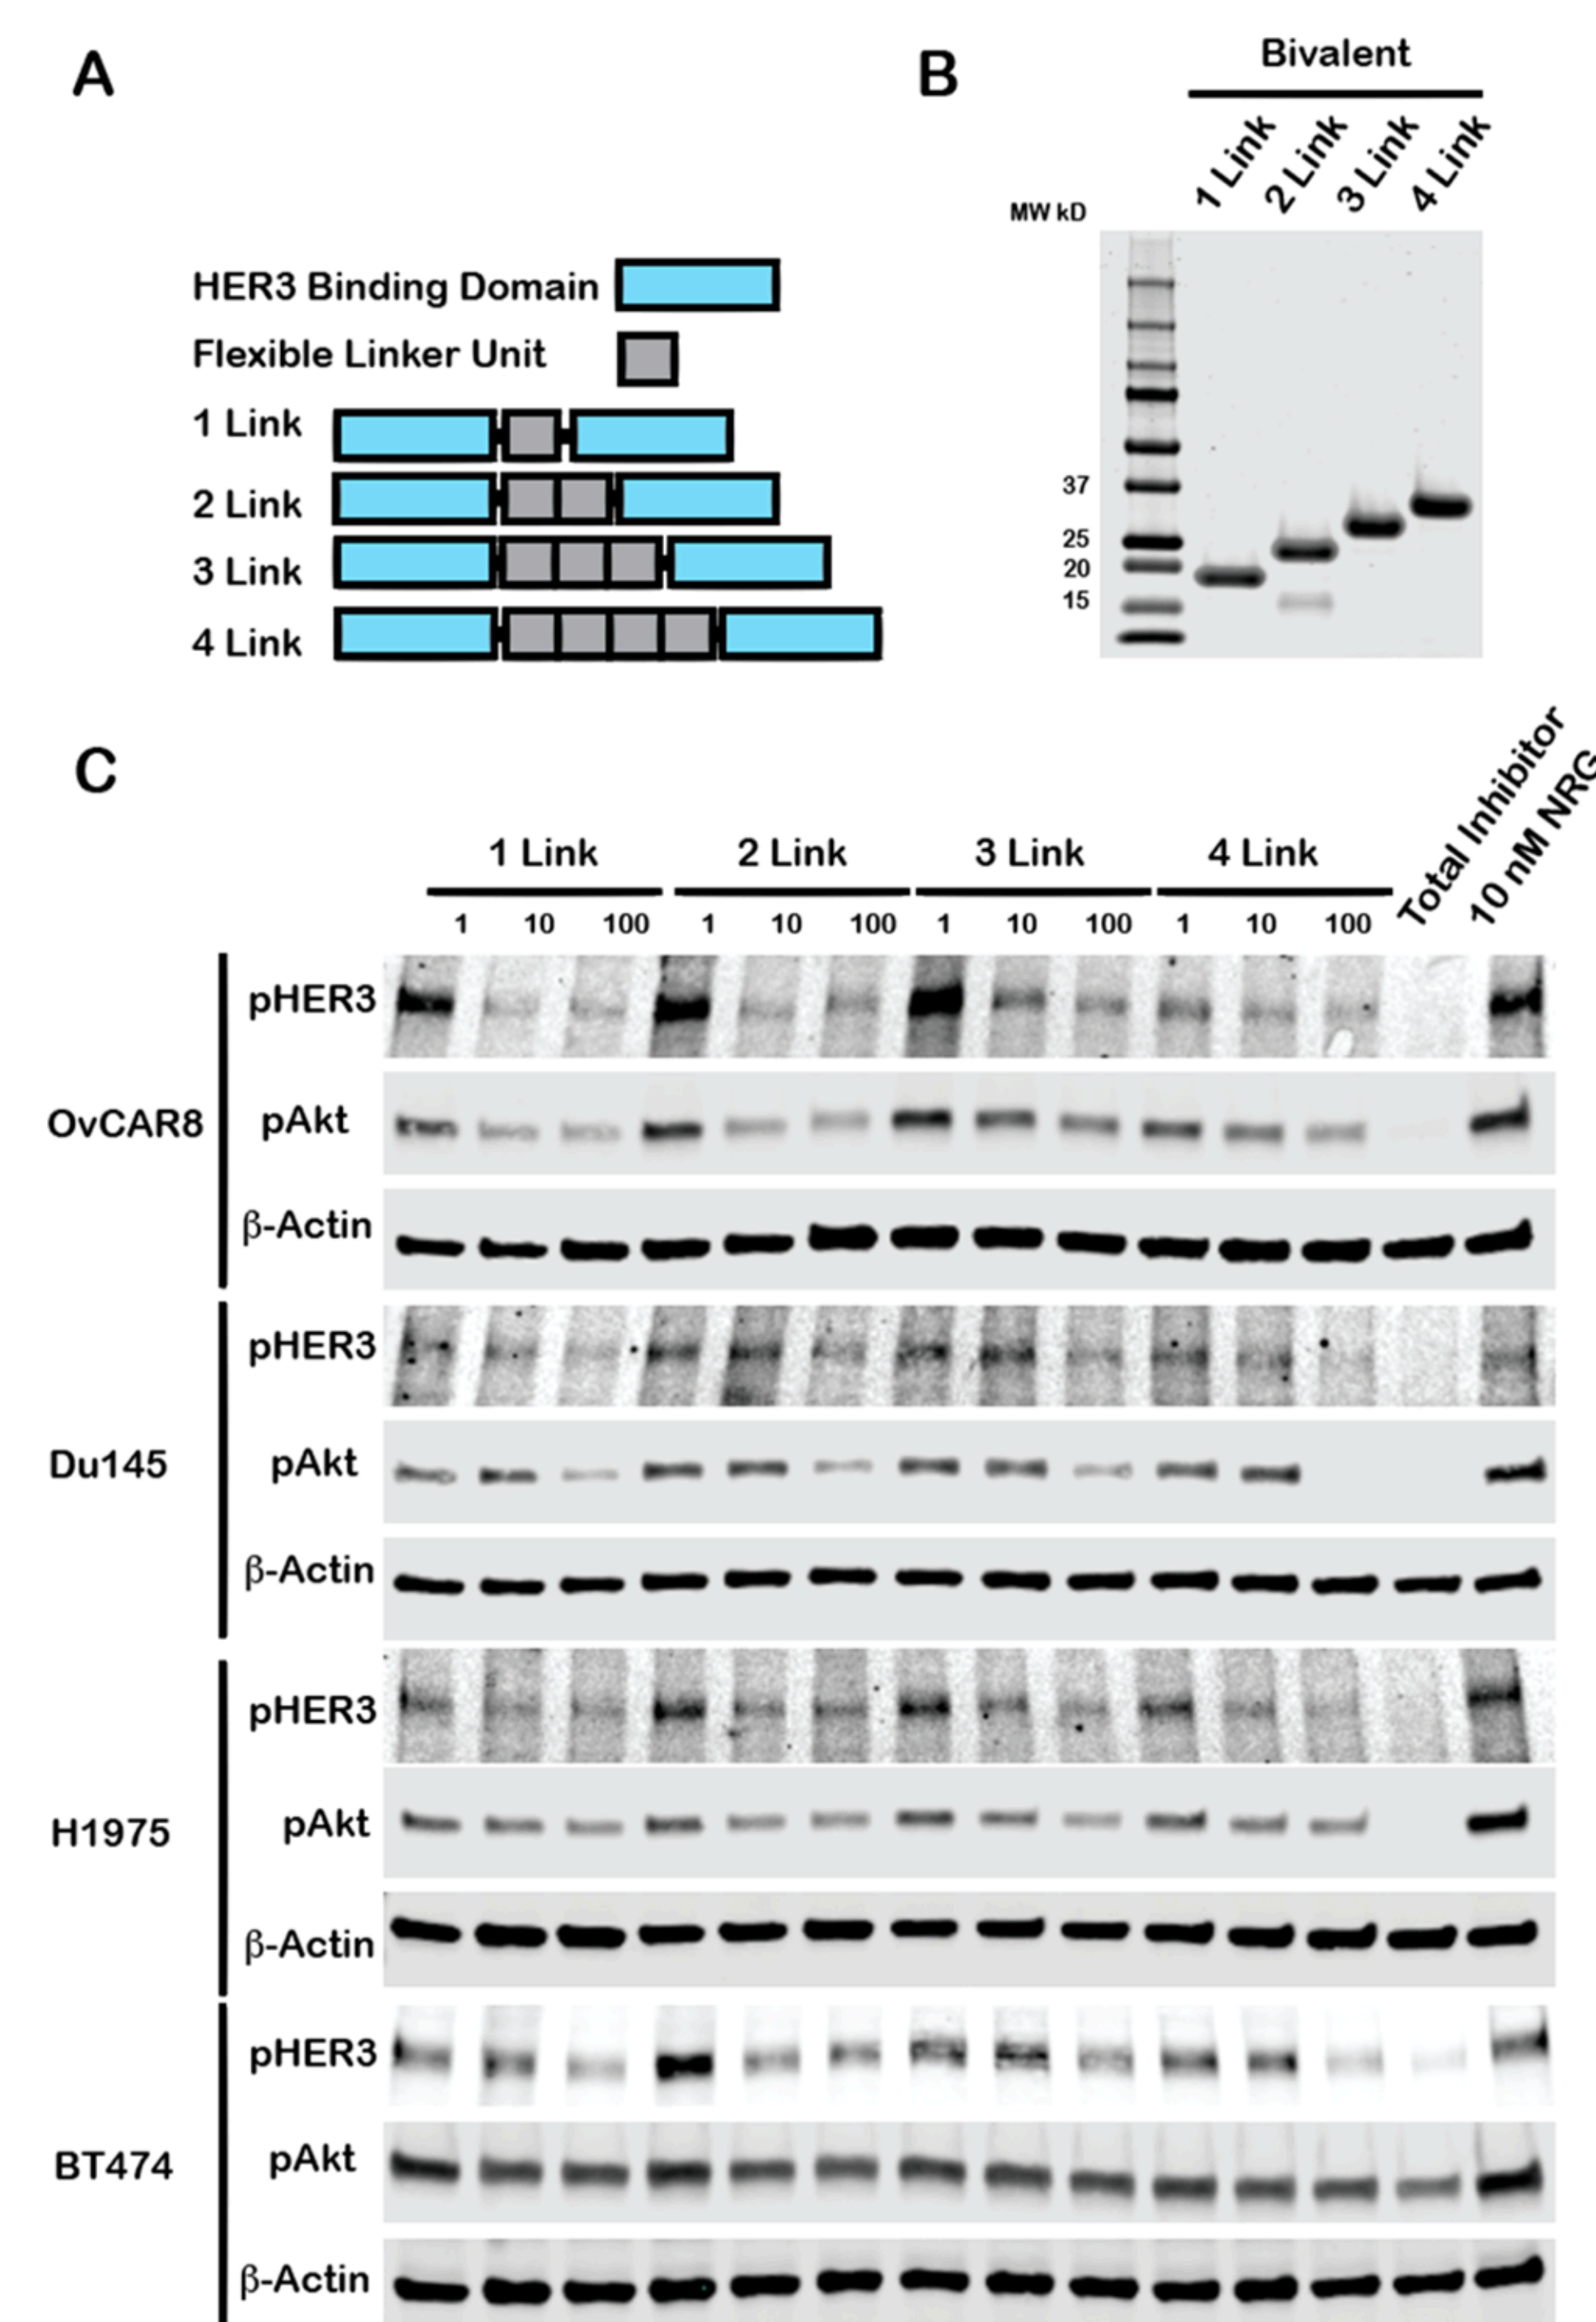 A
HER3 Binding Domain
Flexible Linker Unit
1 Link
2 Link
3 Link
4 Link
B
Bivalent
1 Link
2 Link
3 Link
4 Link
MW kD
37
25
20
15
C
1 Link 2 Link 3 Link 4 Link Total Inhibitor 10 nM NRG
1 10 100 1 10 100 1 10 100 1 10 100
OvCAR8
pHER3
pAkt
β-Actin
Du145
pHER3
pAkt
β-Actin
H1975
pHER3
pAkt
β-Actin
BT474
pHER3
pAkt
β-Actin